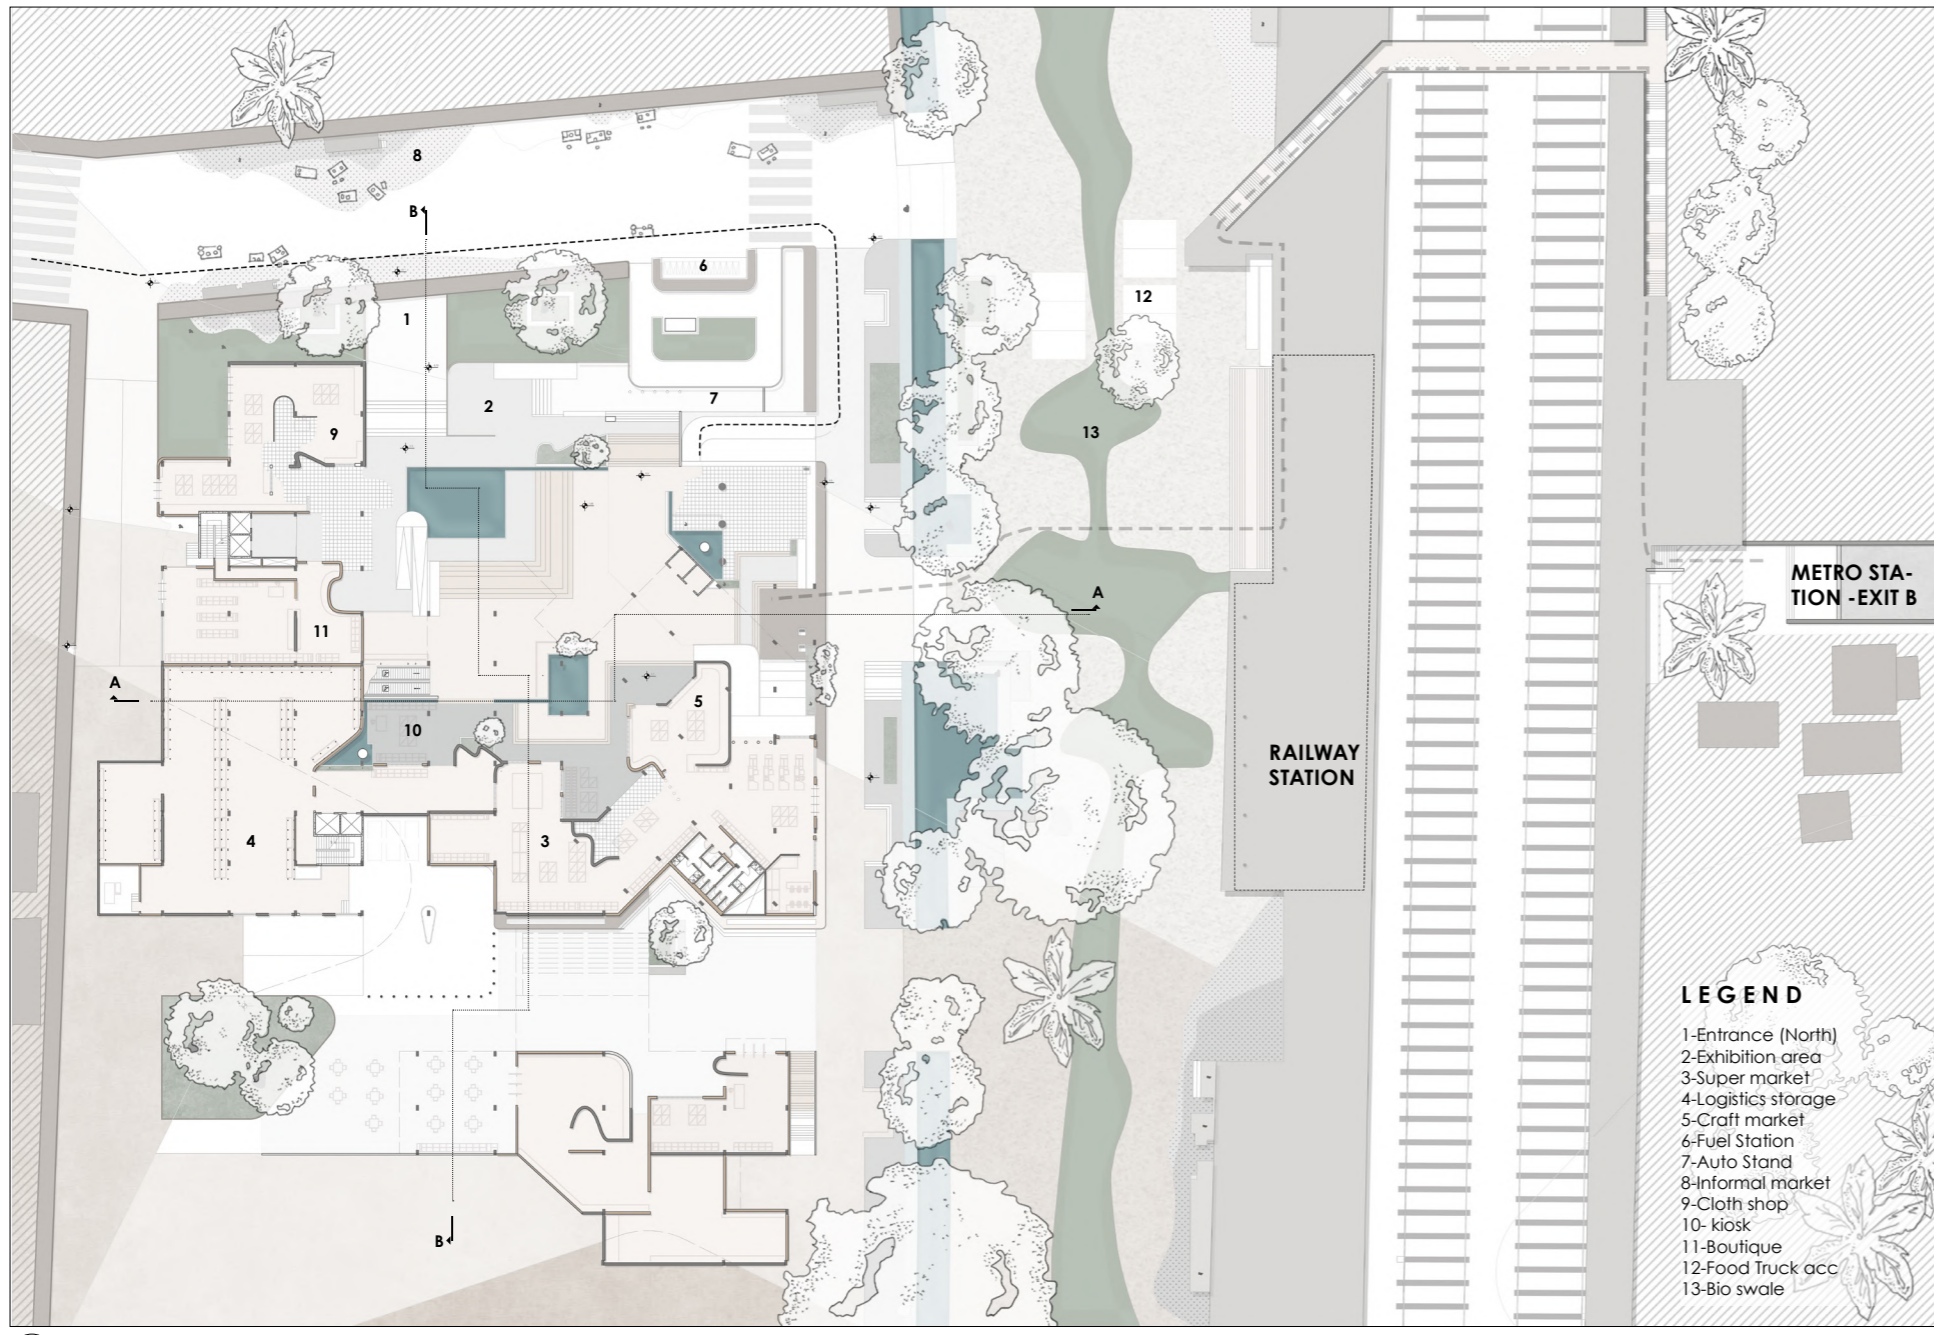 8
B
6
1
12
2
7
9
13
METRO STA-
TION -EXIT B
A
11
A
5
10
RAILWAY
STATION
4
3
LEGEND
1-Entrance (North)
2-Exhibition area
3-Super market
4-Logistics storage
5-Craft market
6-Fuel Station
7-Auto Stand
8-Informal market
9-Cloth shop
10- kiosk
11-Boutique
12-Food Truck acc
13-Bio swale
B